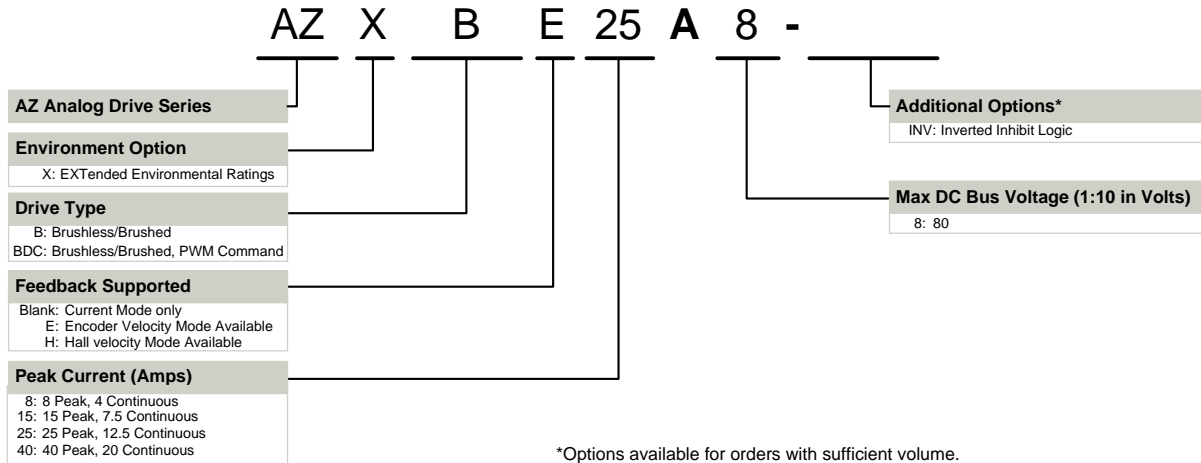 AZ X B E 25 A 8 -
AZ Analog Drive Series
Environment Option
X: EXTended Environmental Ratings
Drive Type
B: Brushless/Brushed
BDC: Brushless/Brushed, PWM Command
Feedback Supported
Blank: Current Mode only
E: Encoder Velocity Mode Available
H: Hall velocity Mode Available
Peak Current (Amps)
8: 8 Peak, 4 Continuous
15: 15 Peak, 7.5 Continuous
25: 25 Peak, 12.5 Continuous
40: 40 Peak, 20 Continuous
Additional Options*
INV: Inverted Inhibit Logic
Max DC Bus Voltage (1:10 in Volts)
8: 80
*Options available for orders with sufficient volume.